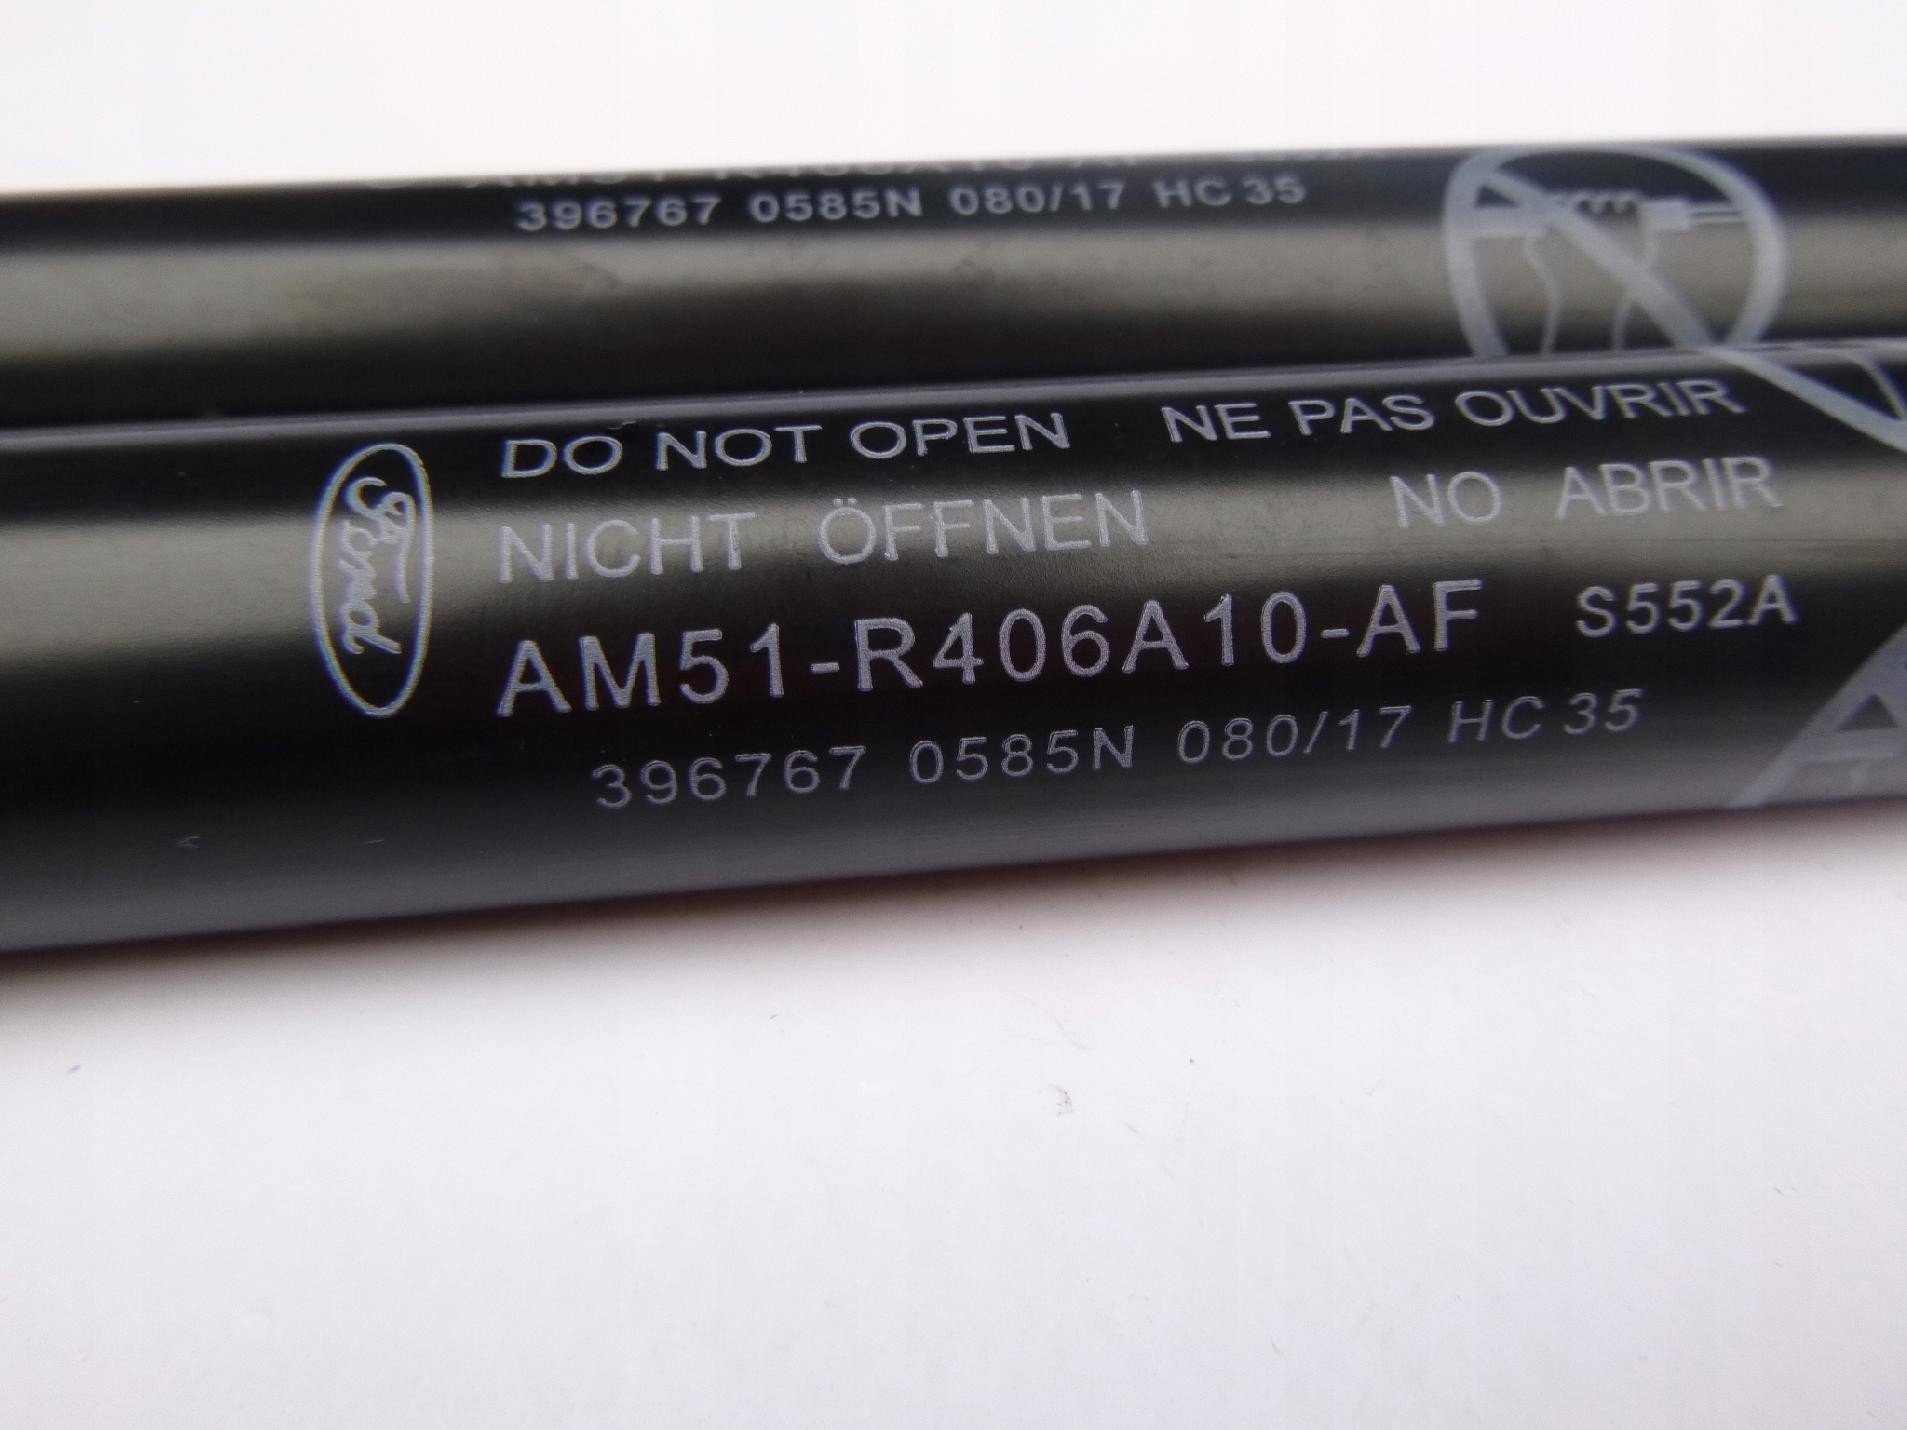 396767 0585N 080/17 HC 35
Ford
DO NOT OPEN NE PAS OUVRIR
NICHT ÖFFNEN NO ABRIR
AM51-R406A10-AF S552A
396767 0585N 080/17 HC 35